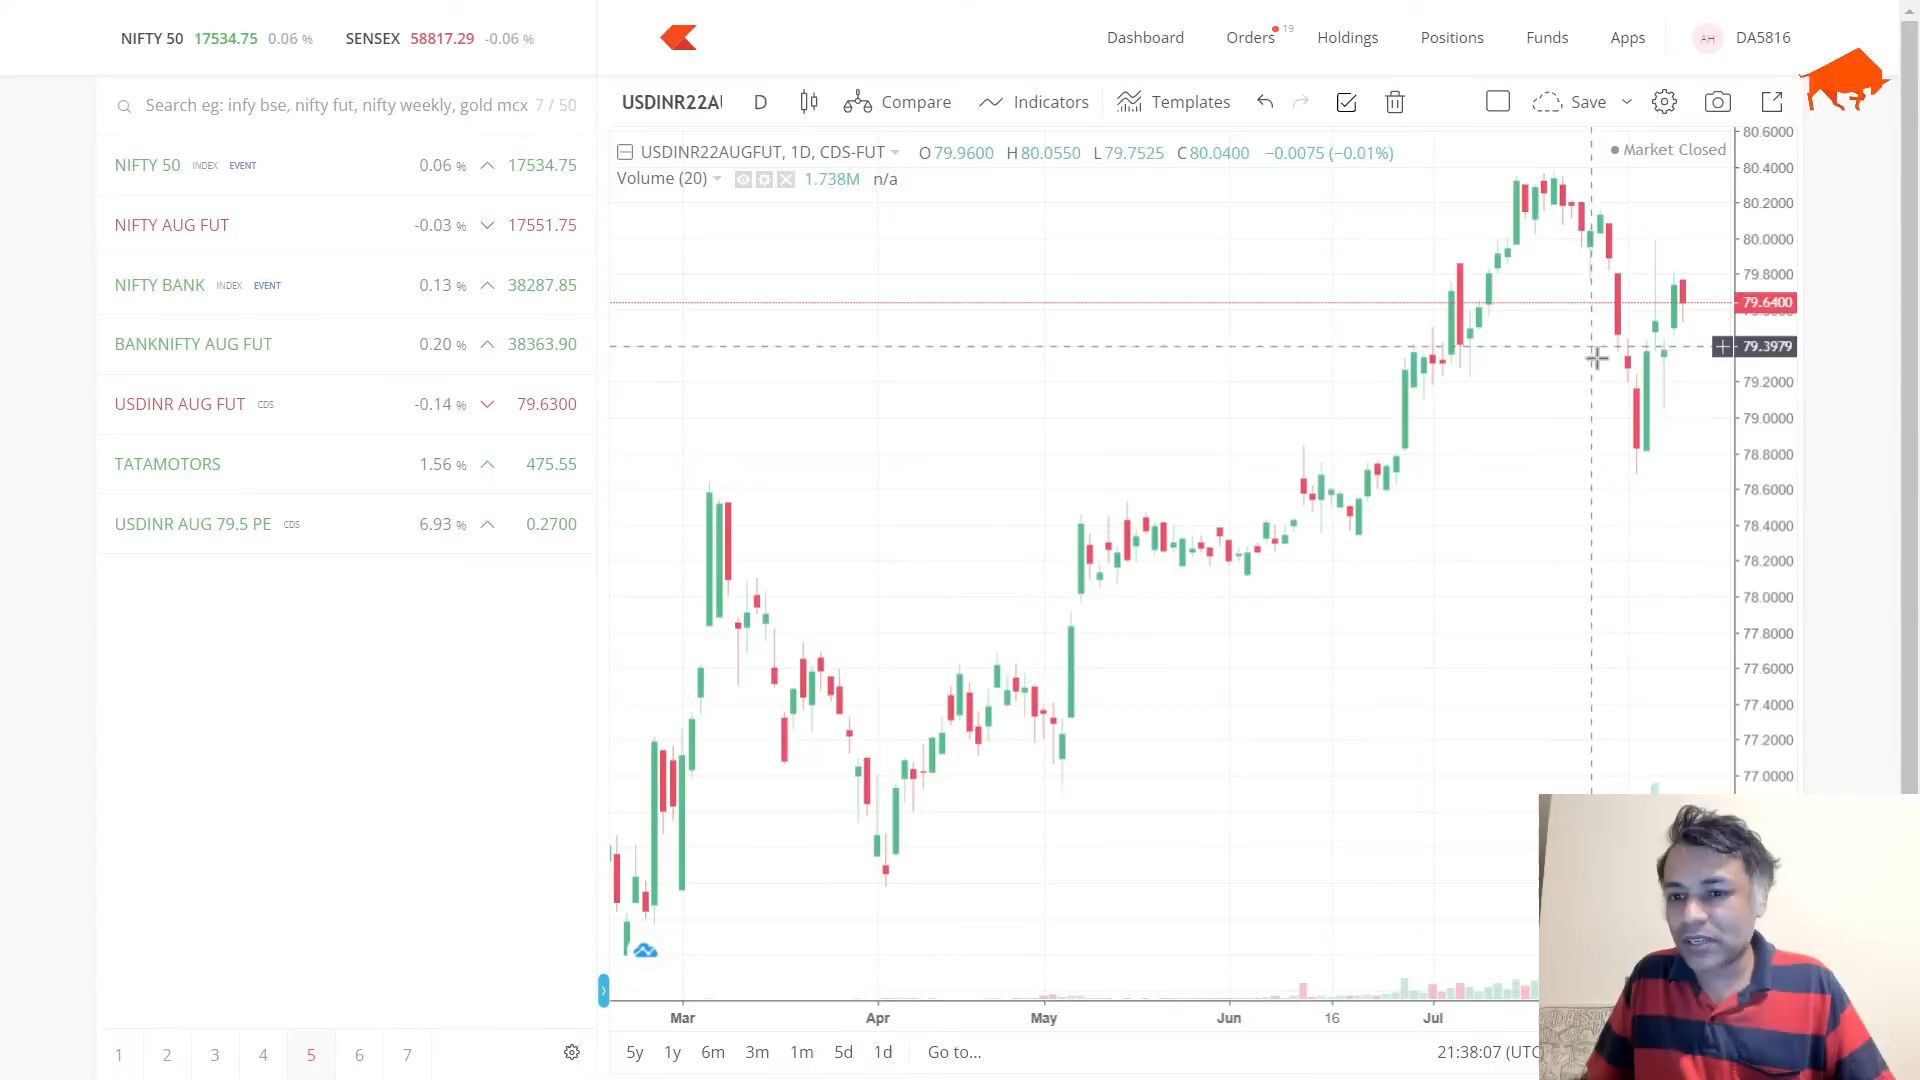 NIFTY 50 17534.75 0.06 % SENSEX 58817.29 -0.06 %
Dashboard Orders 19 Holdings Positions Funds Apps AH DA5816
Search eg: infy bse, nifty fut, nifty weekly, gold mcx 7 / 50
NIFTY 50 INDEX EVENT 0.06 % 17534.75
NIFTY AUG FUT -0.03 % 17551.75
NIFTY BANK INDEX EVENT 0.13 % 38287.85
BANKNIFTY AUG FUT 0.20 % 38363.90
USDINR AUG FUT CDS -0.14 % 79.6300
TATAMOTORS 1.56 % 475.55
USDINR AUG 79.5 PE CDS 6.93 % 0.2700
1 2 3 4 5 6 7
USDINR22AU D Compare Indicators Templates Save
USDINR22AUGFUT, 1D, CDS-FUT O79.9600 H80.0550 L79.7525 C80.0400 −0.0075 (−0.01%)
Market Closed
Volume (20) 1.738M n/a
80.6000
80.4000
80.2000
80.0000
79.8000
79.6400
79.3979
79.2000
79.0000
78.8000
78.6000
78.4000
78.2000
78.0000
77.8000
77.6000
77.4000
77.2000
77.0000
Mar Apr May Jun 16 Jul
5y 1y 6m 3m 1m 5d 1d Go to... 21:38:07 (UTC